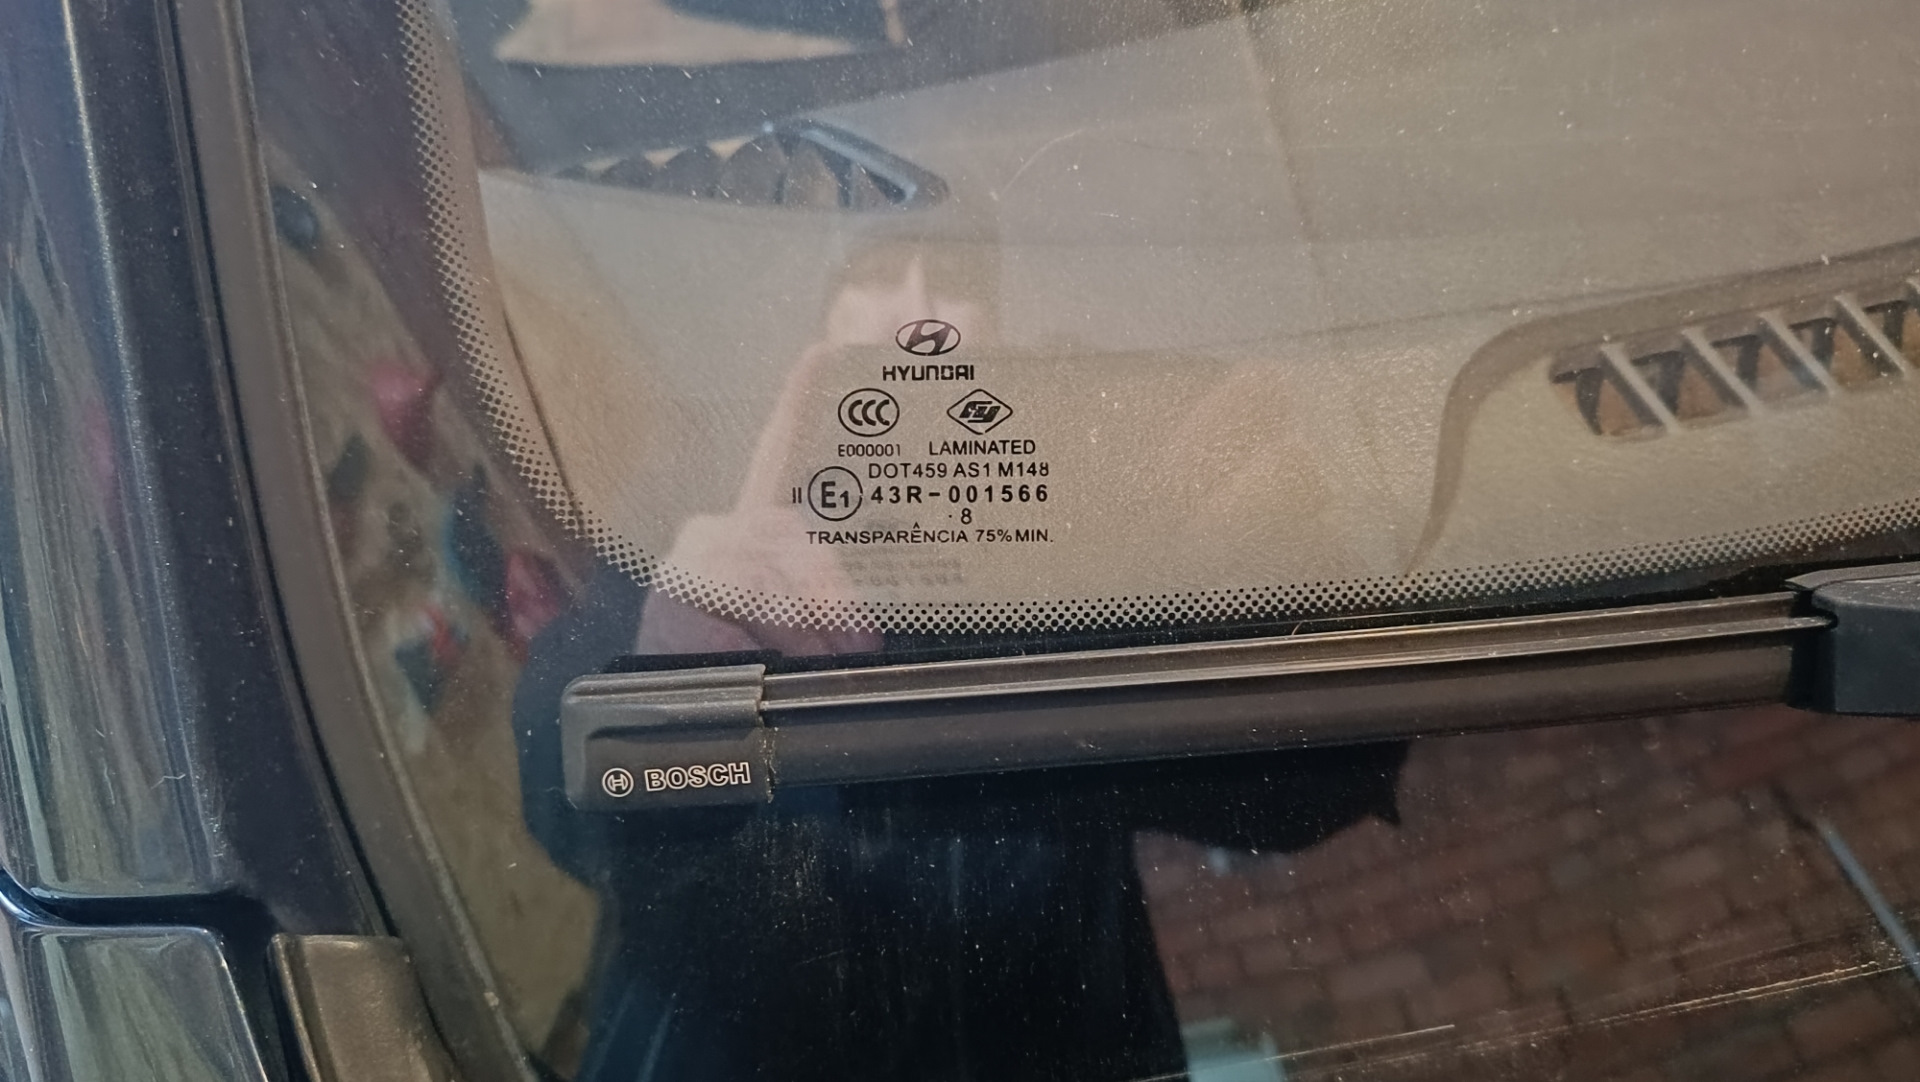 HYUNDAI
CCC
E000001 LAMINATED
DOT459 AS1 M148
II E1 43R-001566
·8
TRANSPARÊNCIA 75%MIN.
BOSCH